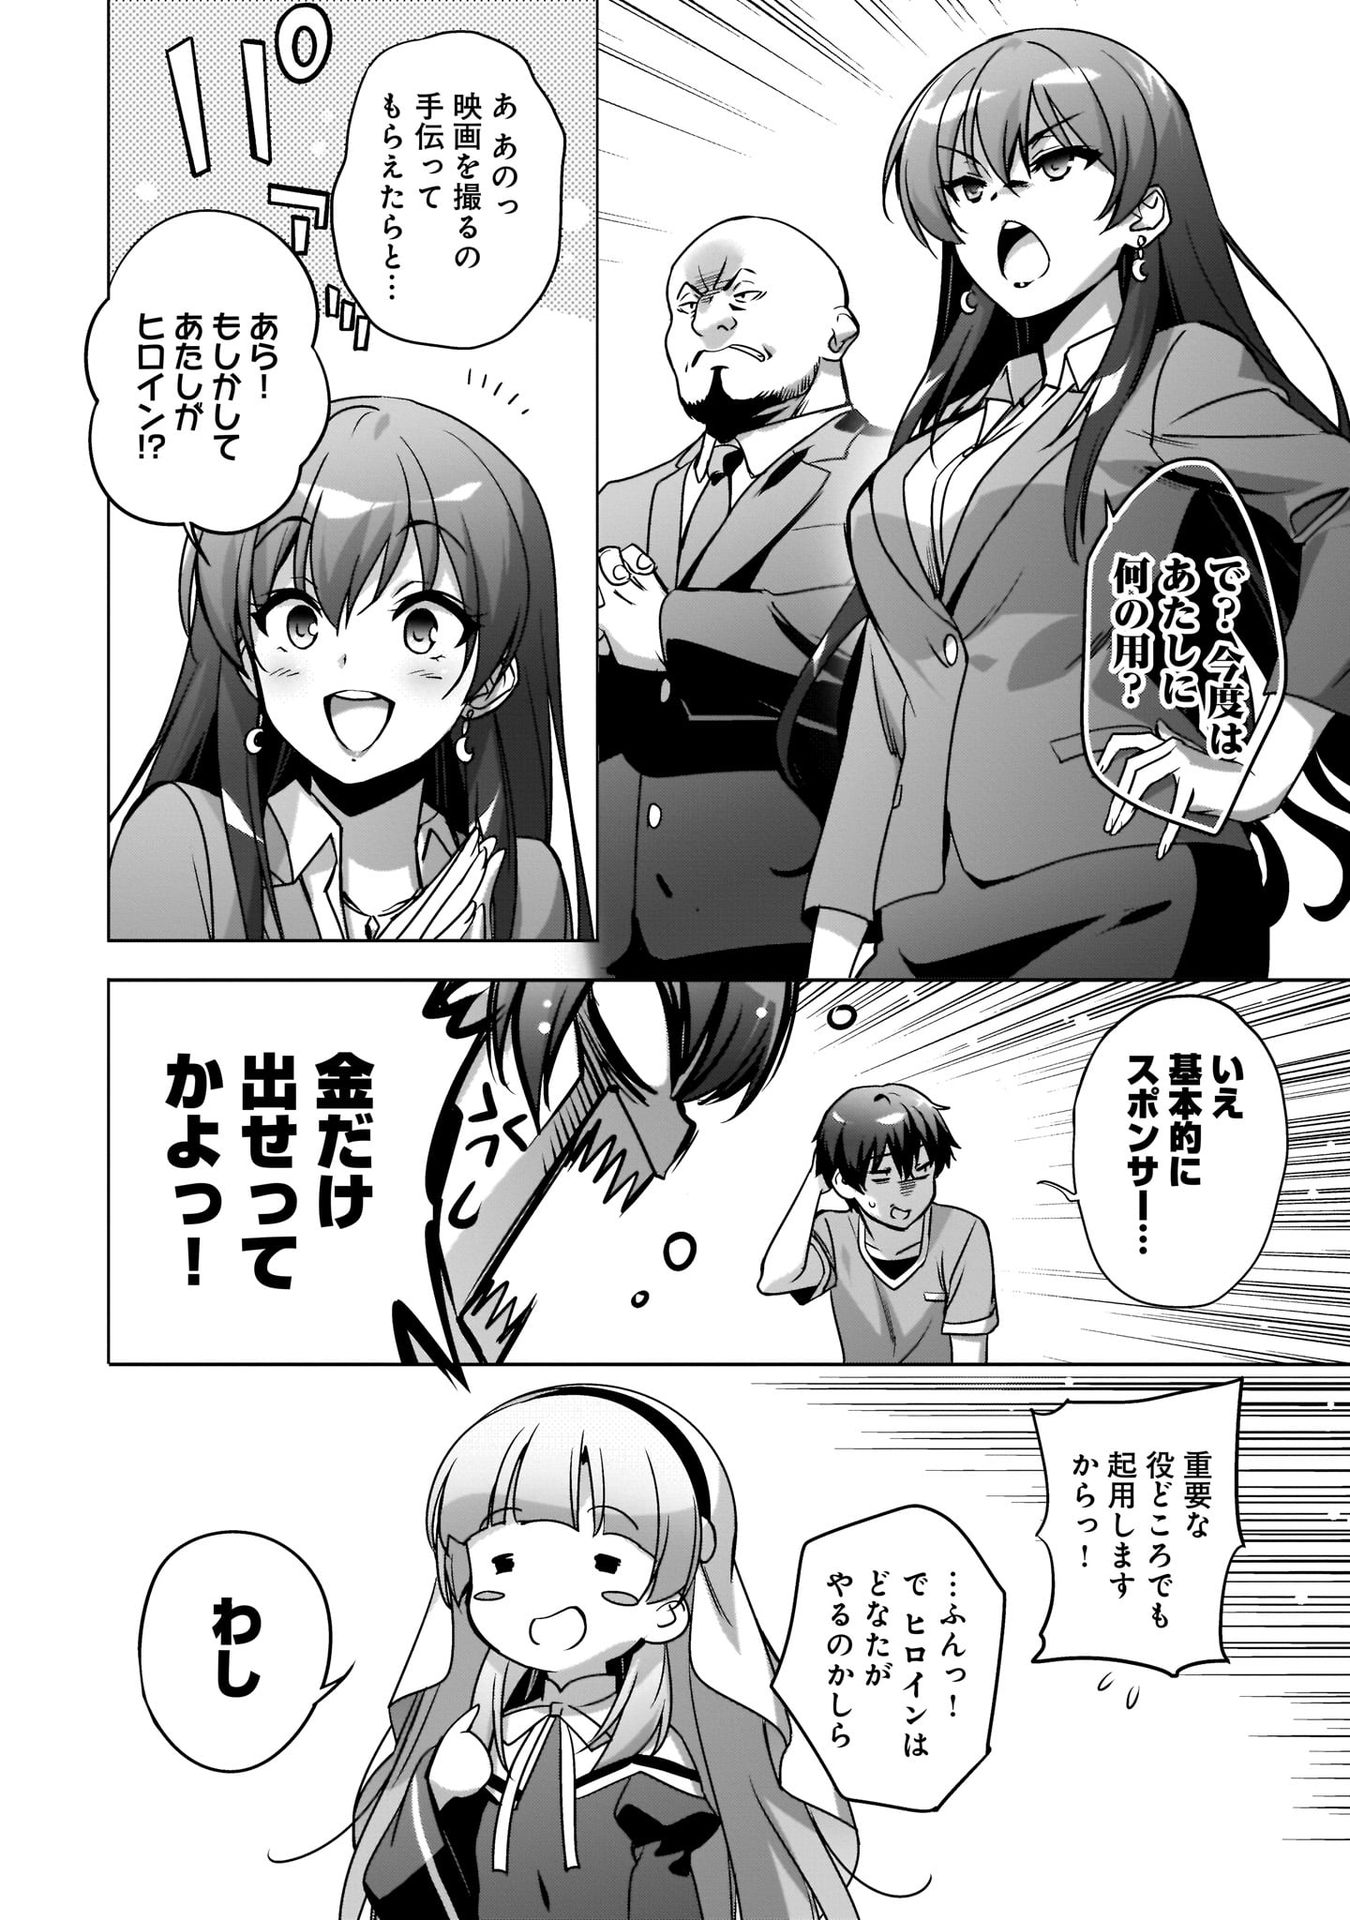 で？今度は
あたしに
何の用？
あ あのっ
映画を撮るの
手伝って
もらえたらと…
パァァァ
あら！
もしかして
あたしが
ヒロイン!?
いえ
基本的に
スポンサー…
金だけ
出せって
かよっ！
重要な
役どころでも
起用します
からっ！
…ふんっ！
で ヒロインは
どなたが
やるのかしら
わし